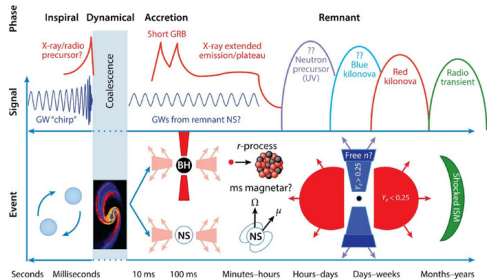 Phase
Inspiral
Dynamical
Accretion
Remnant
Signal
X-ray/radio
precursor?
GW "chirp"
Coalescence
Short GRB
X-ray extended
emission/plateau
GWs from remnant NS?
??
Neutron
precursor
(UV)
??
Blue
kilonova
Red
kilonova
Radio
transient
Event
BH
NS
r-process
ms magnetar?
Ω
μ
NS
Free n?
Yₑ > 0.25
Yₑ < 0.25
Shocked ISM
Seconds
Milliseconds
10 ms
100 ms
Minutes–hours
Hours–days
Days–weeks
Months–years